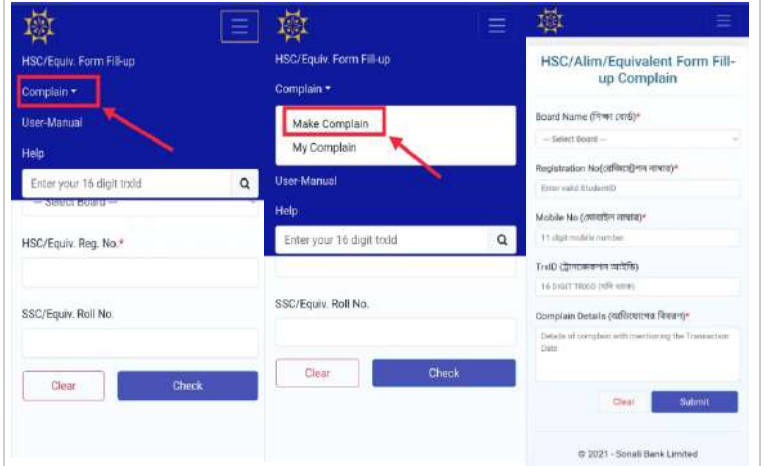 HSC/Equiv. Form Fill-up
Complain
User-Manual
Help
Enter your 16 digit trxId
-- Select Board --
HSC/Equiv. Reg. No.*
SSC/Equiv. Roll No.
Clear
Check
HSC/Equiv. Form Fill-up
Complain
Make Complain
My Complain
User-Manual
Help
Enter your 16 digit trxId
SSC/Equiv. Roll No.
Clear
Check
HSC/Alim/Equivalent Form Fill-
up Complain
Board Name (শিক্ষা বোর্ড)*
-- Select Board --
Registration No(রেজিস্ট্রেশন নাম্বার)*
Enter valid StudentID
Mobile No (মোবাইল নাম্বার)*
11 digit mobile number
TrxID (ট্রানজেকশন আইডি)
16 DIGIT TRXID (যদি থাকে)
Complain Details (অভিযোগের বিবরণ)*
Details of complain with mentioning the Transaction
Date
Clear
Submit
© 2021 - Sonali Bank Limited